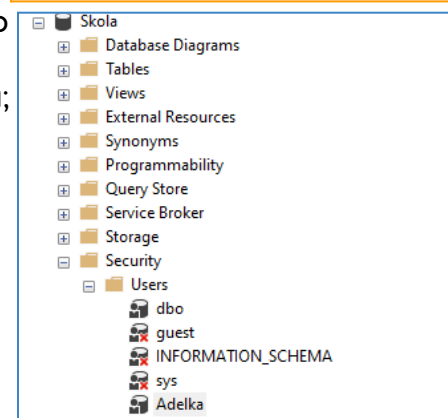 Skola
Database Diagrams
Tables
Views
External Resources
Synonyms
Programmability
Query Store
Service Broker
Storage
Security
Users
dbo
guest
INFORMATION_SCHEMA
sys
Adelka